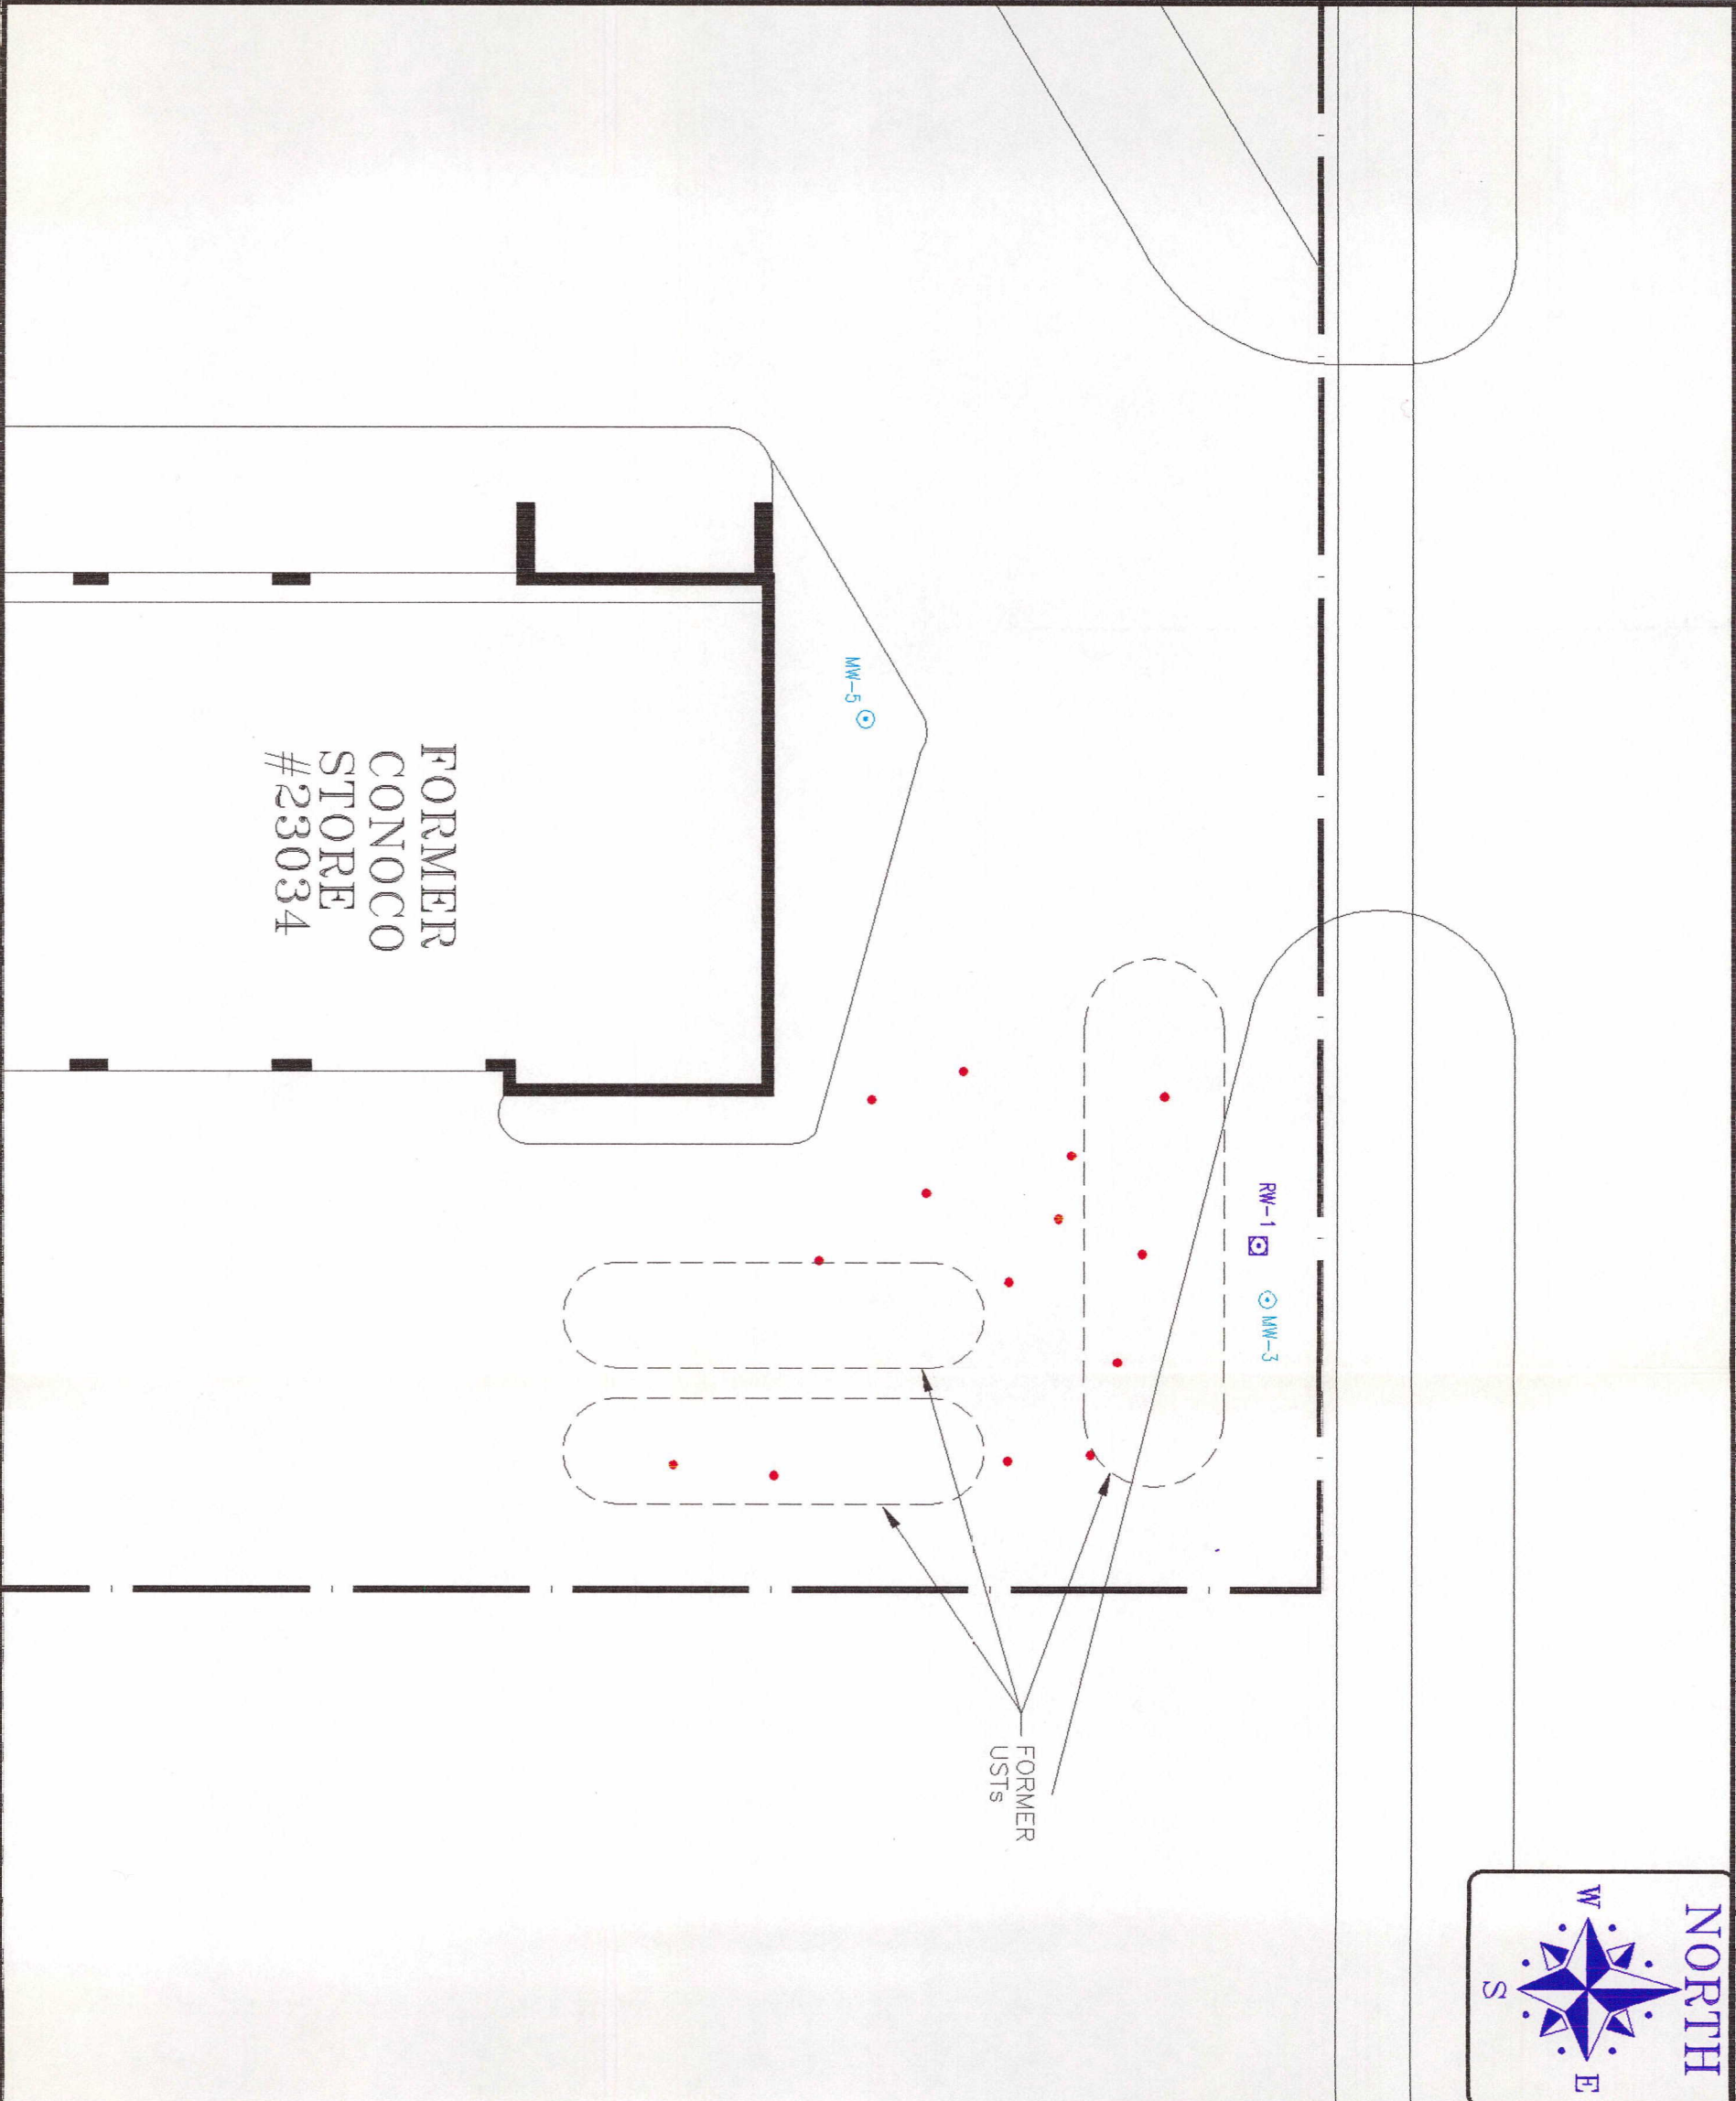 NORTH
W
E
S
RW-1
MW-3
MW-5
FORMER
USTs
FORMER
CONOCO
STORE
#23034